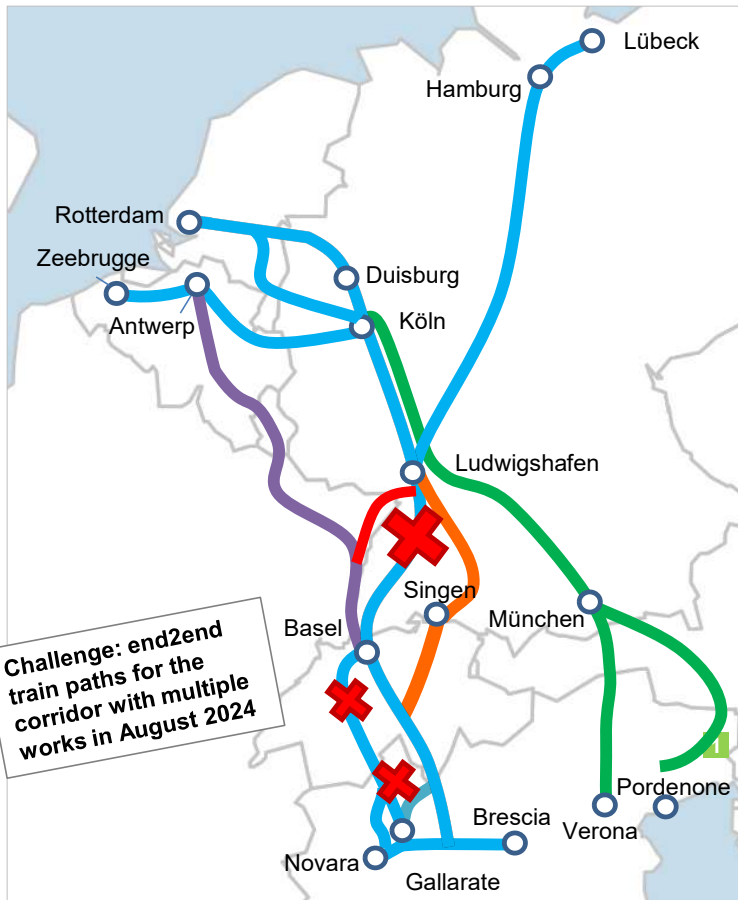 Lübeck
Hamburg
Rotterdam
Zeebrugge
Duisburg
Antwerp
Köln
Ludwigshafen
Singen
München
Basel
Challenge: end2end
train paths for the
corridor with multiple
works in August 2024
Pordenone
Brescia
Verona
Novara
Gallarate